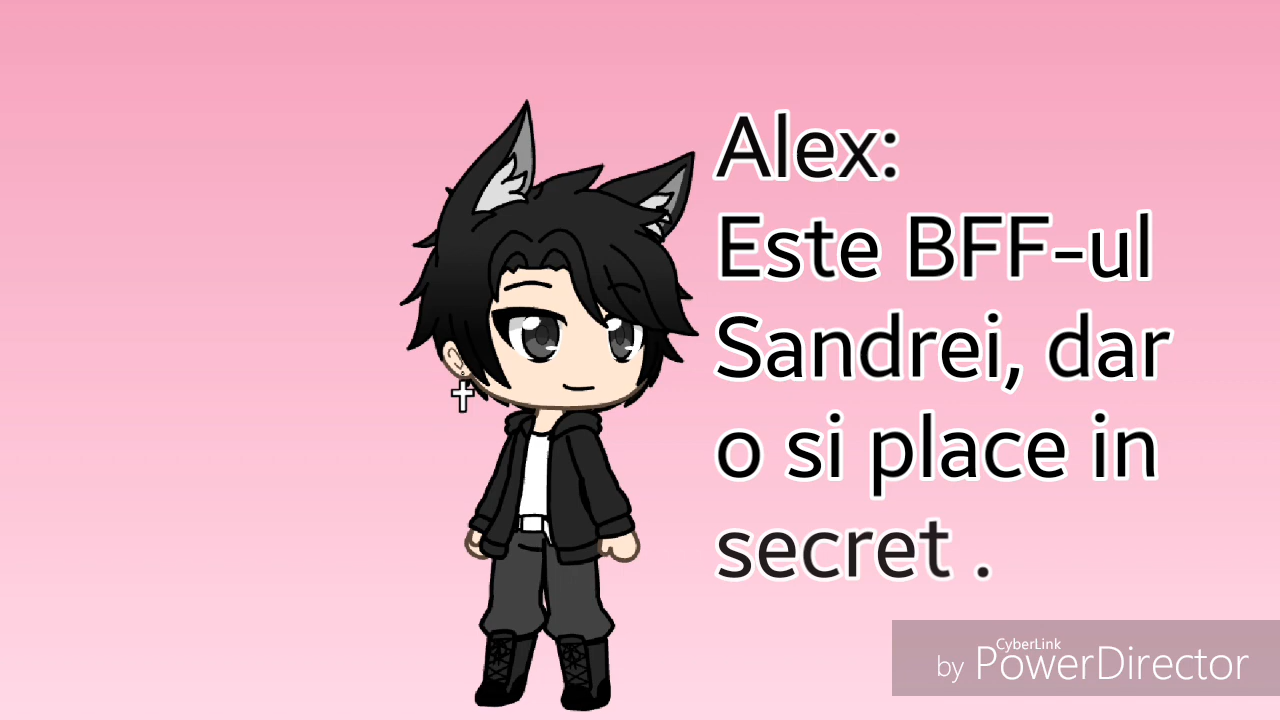 Alex:
Este BFF-ul
Sandrei, dar
o si place in
secret .
CyberLink
by PowerDirector